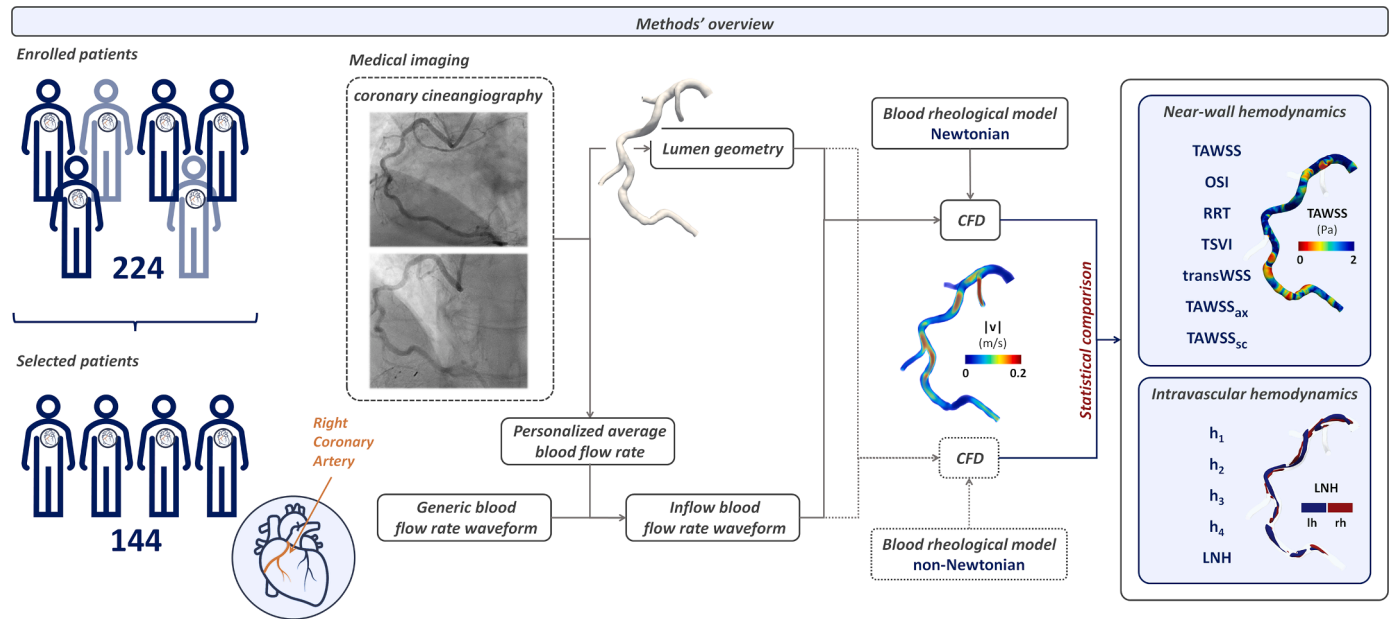 Methods' overview
Enrolled patients
224
Selected patients
144
Right
Coronary
Artery
Medical imaging
coronary cineangiography
Lumen geometry
Personalized average
blood flow rate
Generic blood
flow rate waveform
Inflow blood
flow rate waveform
Blood rheological model
Newtonian
CFD
|v|
(m/s)
0 0.2
CFD
Blood rheological model
non-Newtonian
Statistical comparison
Near-wall hemodynamics
TAWSS
OSI
RRT
TSVI
transWSS
TAWSSax
TAWSSsc
TAWSS
(Pa)
0 2
Intravascular hemodynamics
h1
h2
h3
h4
LNH
LNH
lh rh